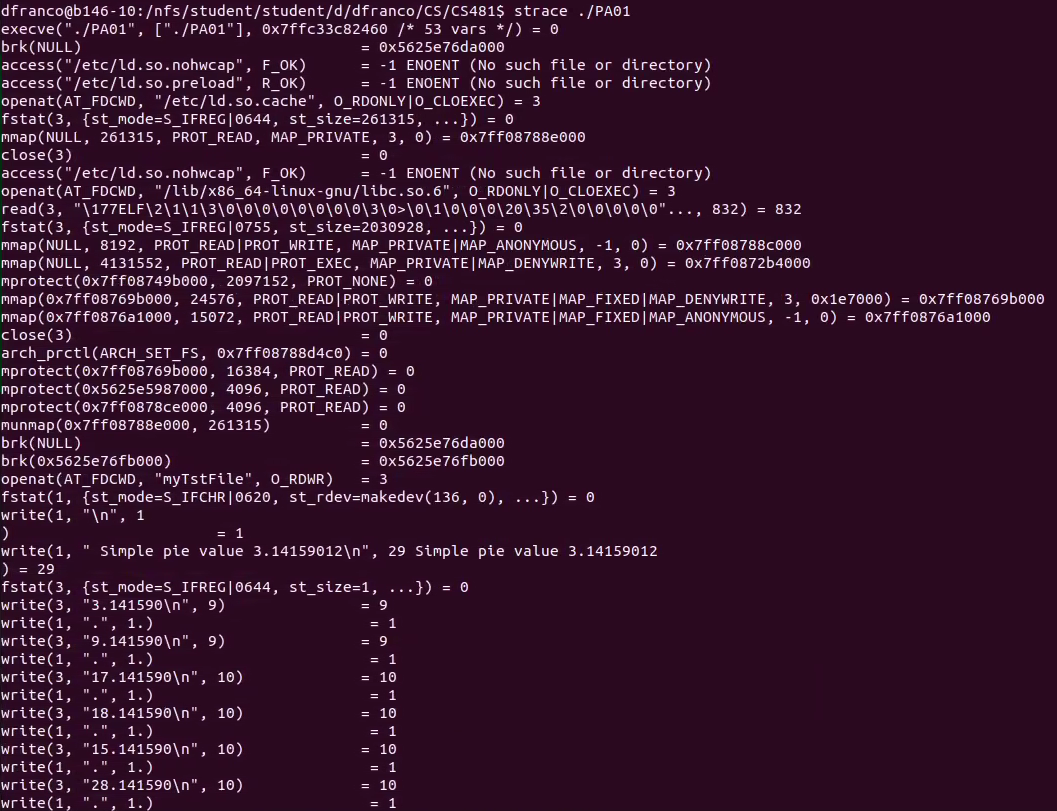 dfranco@b146-10:/nfs/student/student/d/dfranco/CS/CS481$ strace ./PA01
execve("./PA01", ["./PA01"], 0x7ffc33c82460 /* 53 vars */) = 0
brk(NULL)                               = 0x5625e76da000
access("/etc/ld.so.nohwcap", F_OK)      = -1 ENOENT (No such file or directory)
access("/etc/ld.so.preload", R_OK)      = -1 ENOENT (No such file or directory)
openat(AT_FDCWD, "/etc/ld.so.cache", O_RDONLY|O_CLOEXEC) = 3
fstat(3, {st_mode=S_IFREG|0644, st_size=261315, ...}) = 0
mmap(NULL, 261315, PROT_READ, MAP_PRIVATE, 3, 0) = 0x7ff08788e000
close(3)                                = 0
access("/etc/ld.so.nohwcap", F_OK)      = -1 ENOENT (No such file or directory)
openat(AT_FDCWD, "/lib/x86_64-linux-gnu/libc.so.6", O_RDONLY|O_CLOEXEC) = 3
read(3, "\177ELF\2\1\1\3\0\0\0\0\0\0\0\0\3\0>\0\1\0\0\0\20\35\2\0\0\0\0\0"..., 832) = 832
fstat(3, {st_mode=S_IFREG|0755, st_size=2030928, ...}) = 0
mmap(NULL, 8192, PROT_READ|PROT_WRITE, MAP_PRIVATE|MAP_ANONYMOUS, -1, 0) = 0x7ff08788c000
mmap(NULL, 4131552, PROT_READ|PROT_EXEC, MAP_PRIVATE|MAP_DENYWRITE, 3, 0) = 0x7ff0872b4000
mprotect(0x7ff08749b000, 2097152, PROT_NONE) = 0
mmap(0x7ff08769b000, 24576, PROT_READ|PROT_WRITE, MAP_PRIVATE|MAP_FIXED|MAP_DENYWRITE, 3, 0x1e7000) = 0x7ff08769b000
mmap(0x7ff0876a1000, 15072, PROT_READ|PROT_WRITE, MAP_PRIVATE|MAP_FIXED|MAP_ANONYMOUS, -1, 0) = 0x7ff0876a1000
close(3)                                = 0
arch_prctl(ARCH_SET_FS, 0x7ff08788d4c0) = 0
mprotect(0x7ff08769b000, 16384, PROT_READ) = 0
mprotect(0x5625e5987000, 4096, PROT_READ) = 0
mprotect(0x7ff0878ce000, 4096, PROT_READ) = 0
munmap(0x7ff08788e000, 261315)          = 0
brk(NULL)                               = 0x5625e76da000
brk(0x5625e76fb000)                     = 0x5625e76fb000
openat(AT_FDCWD, "myTstFile", O_RDWR)   = 3
fstat(1, {st_mode=S_IFCHR|0620, st_rdev=makedev(136, 0), ...}) = 0
write(1, "\n", 1
)                       = 1
write(1, " Simple pie value 3.14159012\n", 29 Simple pie value 3.14159012
) = 29
fstat(3, {st_mode=S_IFREG|0644, st_size=1, ...}) = 0
write(3, "3.141590\n", 9)               = 9
write(1, ".", 1.)                        = 1
write(3, "9.141590\n", 9)               = 9
write(1, ".", 1.)                        = 1
write(3, "17.141590\n", 10)             = 10
write(1, ".", 1.)                        = 1
write(3, "18.141590\n", 10)             = 10
write(1, ".", 1.)                        = 1
write(3, "15.141590\n", 10)             = 10
write(1, ".", 1.)                        = 1
write(3, "28.141590\n", 10)             = 10
write(1, ".", 1.)                        = 1